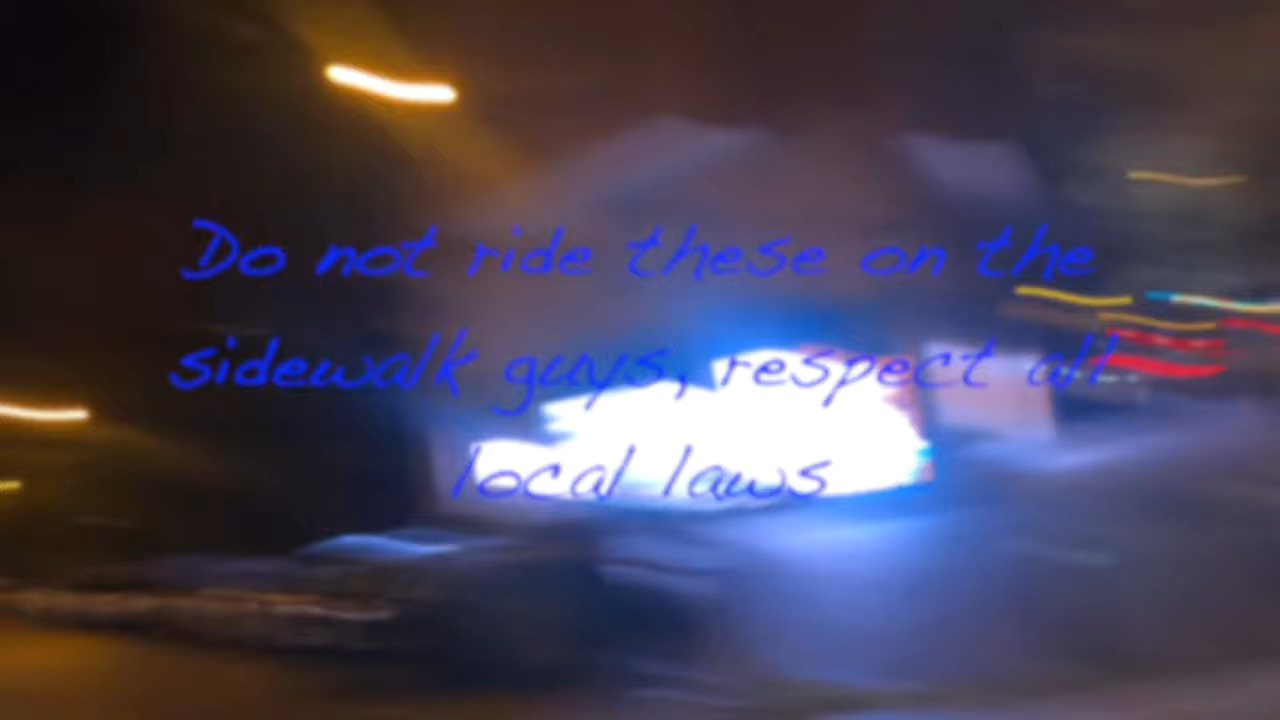 Do not ride these on the
sidewalk guys, respect all
local laws